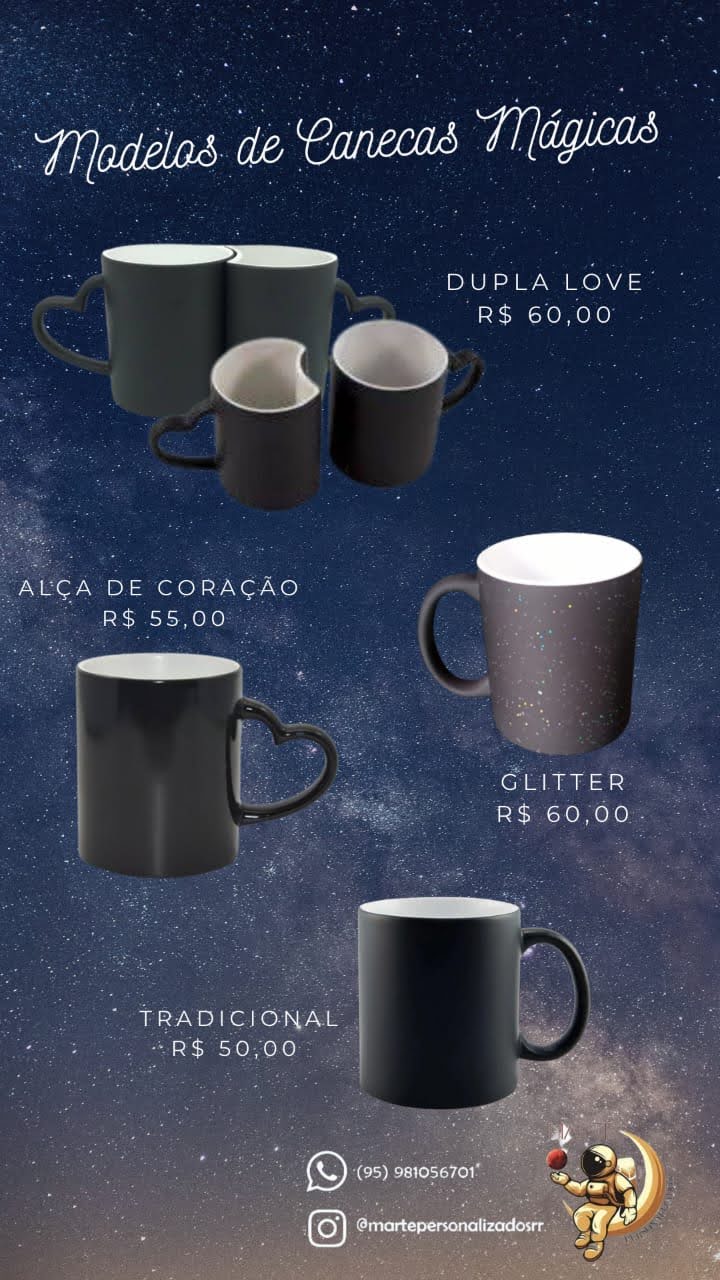 Modelos de Canecas Mágicas
DUPLA LOVE
R$ 60,00
ALÇA DE CORAÇÃO
R$ 55,00
GLITTER
R$ 60,00
TRADICIONAL
R$ 50,00
(95) 981056701
@martepersonalizadosrr